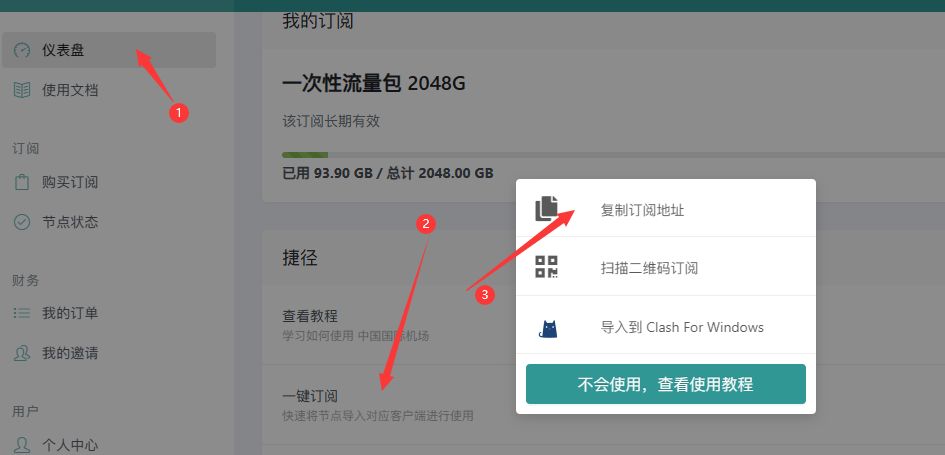 我的订阅
仪表盘
一次性流量包 2048G
使用文档
1
该订阅长期有效
订阅
已用 93.90 GB / 总计 2048.00 GB
购买订阅
复制订阅地址
节点状态
2
捷径
扫描二维码订阅
财务
3
我的订单
查看教程
学习如何使用 中国国际机场
导入到 Clash For Windows
我的邀请
不会使用，查看使用教程
一键订阅
快速将节点导入对应客户端进行使用
用户
个人中心